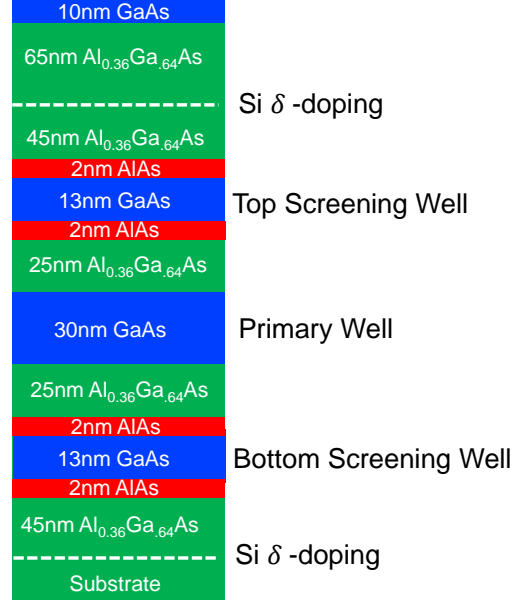 10nm GaAs
65nm Al₀.₃₆Ga.₆₄As
Si δ -doping
45nm Al₀.₃₆Ga.₆₄As
2nm AlAs
13nm GaAs
Top Screening Well
2nm AlAs
25nm Al₀.₃₆Ga.₆₄As
30nm GaAs
Primary Well
25nm Al₀.₃₆Ga.₆₄As
2nm AlAs
13nm GaAs
Bottom Screening Well
2nm AlAs
45nm Al₀.₃₆Ga.₆₄As
Si δ -doping
Substrate